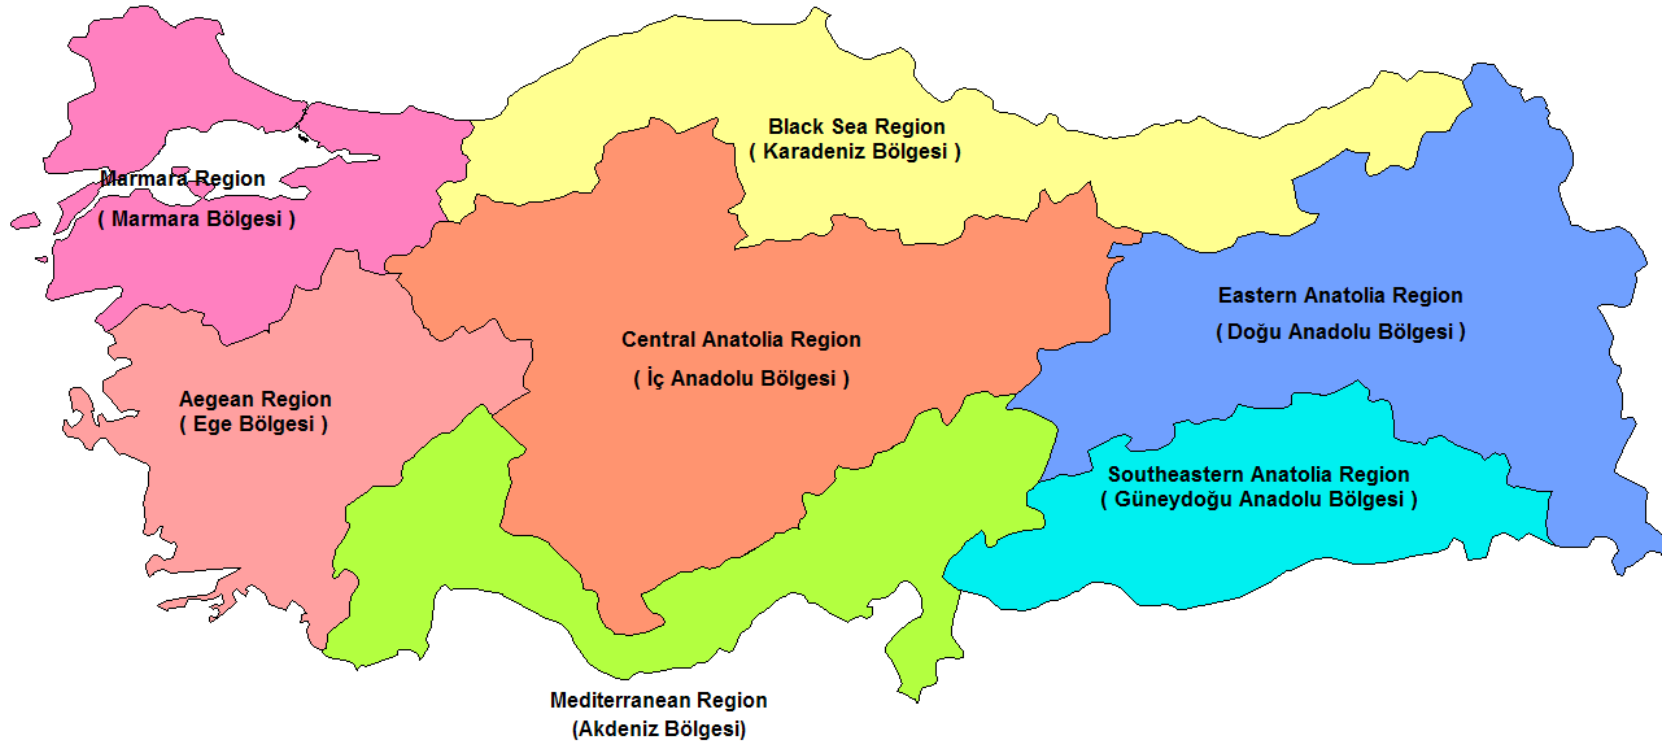 Black Sea Region
( Karadeniz Bölgesi )
Marmara Region
( Marmara Bölgesi )
Eastern Anatolia Region
( Doğu Anadolu Bölgesi )
Central Anatolia Region
( İç Anadolu Bölgesi )
Aegean Region
( Ege Bölgesi )
Southeastern Anatolia Region
( Güneydoğu Anadolu Bölgesi )
Mediterranean Region
(Akdeniz Bölgesi)